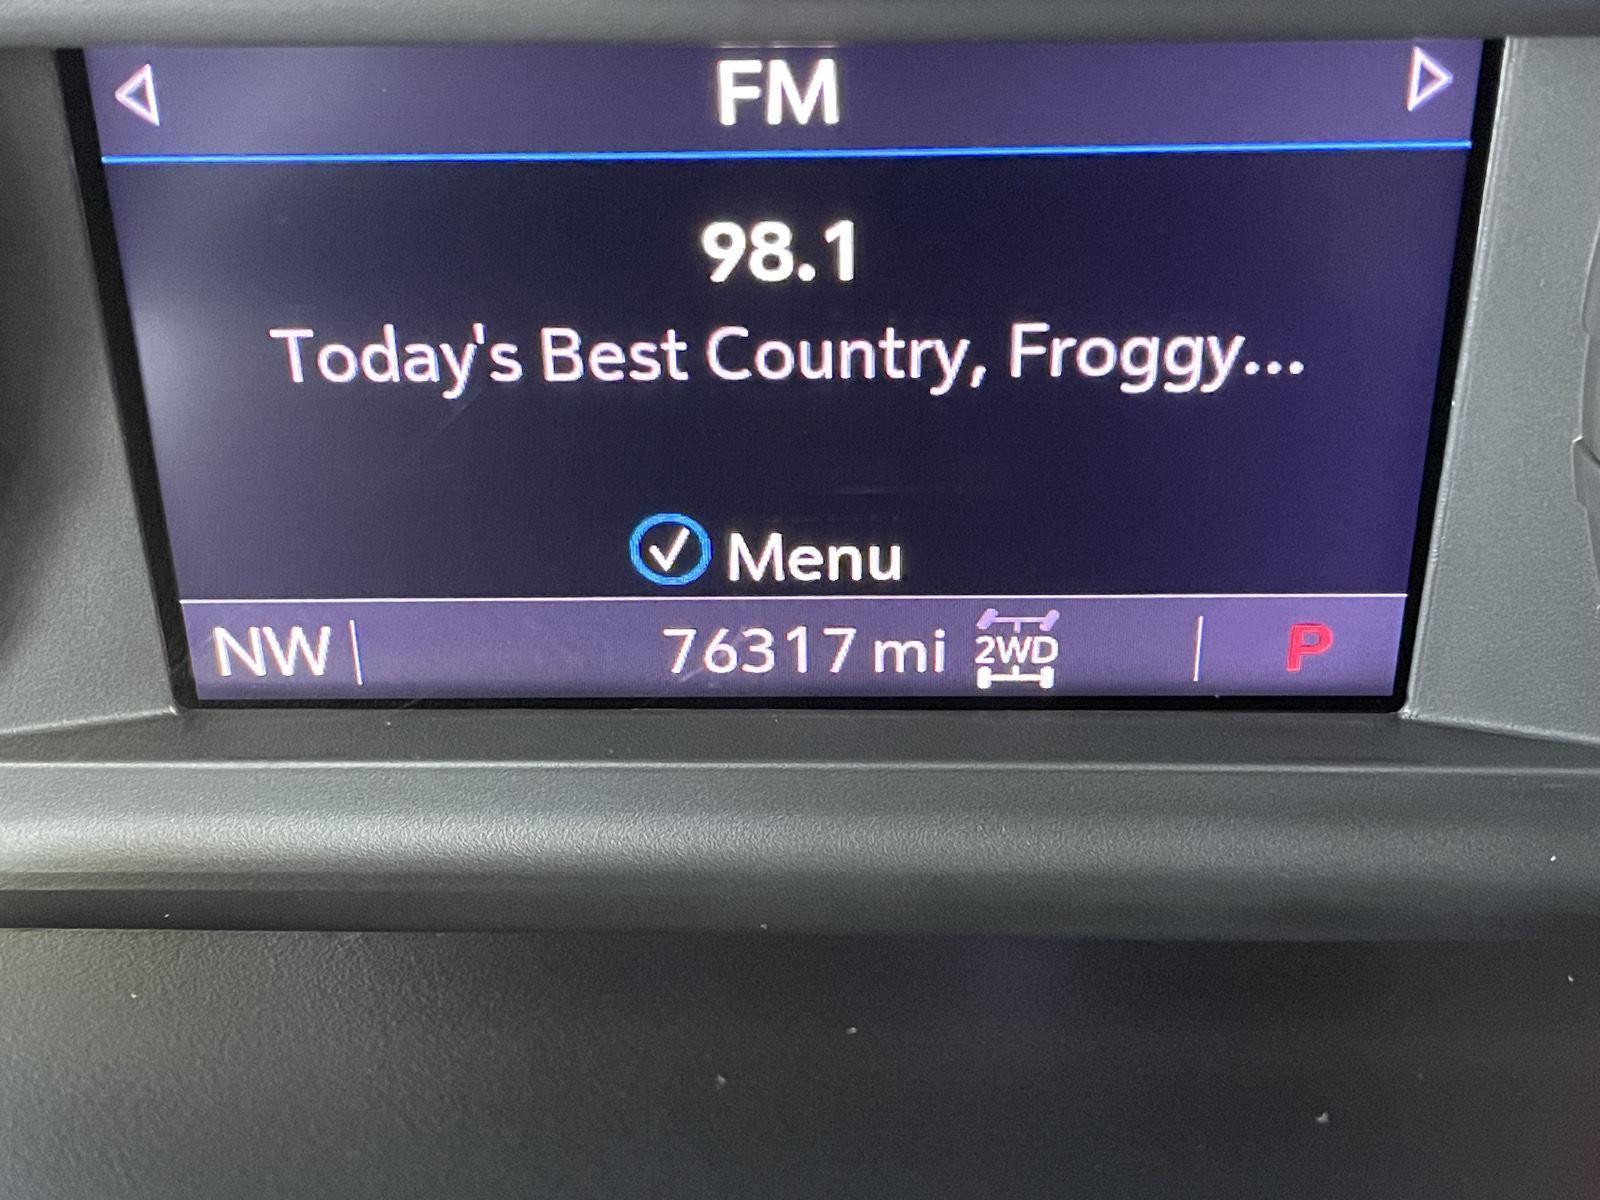 FM
98.1
Today's Best Country, Froggy...
Menu
NW 76317 mi 2WD P